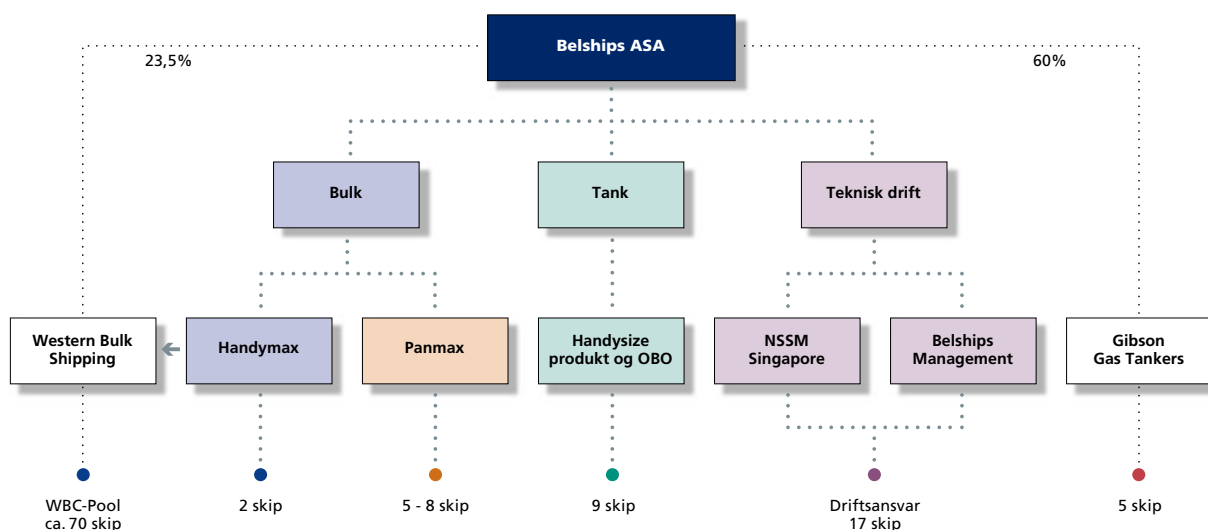 Belships ASA
23,5%
60%
Bulk
Tank
Teknisk drift
Western Bulk
Shipping
Handymax
Panmax
Handysize
produkt og OBO
NSSM
Singapore
Belships
Management
Gibson
Gas Tankers
WBC-Pool
ca. 70 skip
2 skip
5 - 8 skip
9 skip
Driftsansvar
17 skip
5 skip